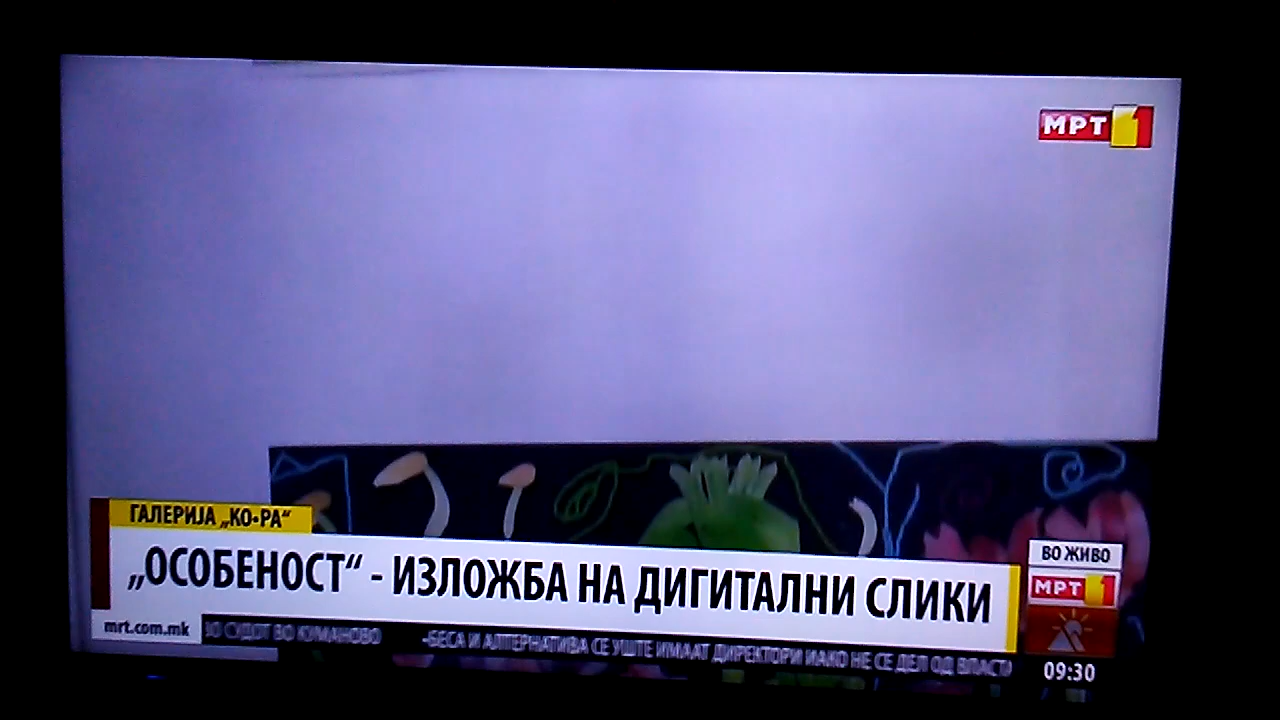 МРТ 1
ГАЛЕРИЈА „КО-РА“
„ОСОБЕНОСТ“ - ИЗЛОЖБА НА ДИГИТАЛНИ СЛИКИ
ВО ЖИВО
МРТ 1
mrt.com.mk
СУДОТ ВО КУМАНОВО -БЕСА И АЛТЕРНАТИВА СЕ УШТЕ ИМААТ ДИРЕКТОРИ ИАКО НЕ СЕ ДЕЛ ОД
09:30